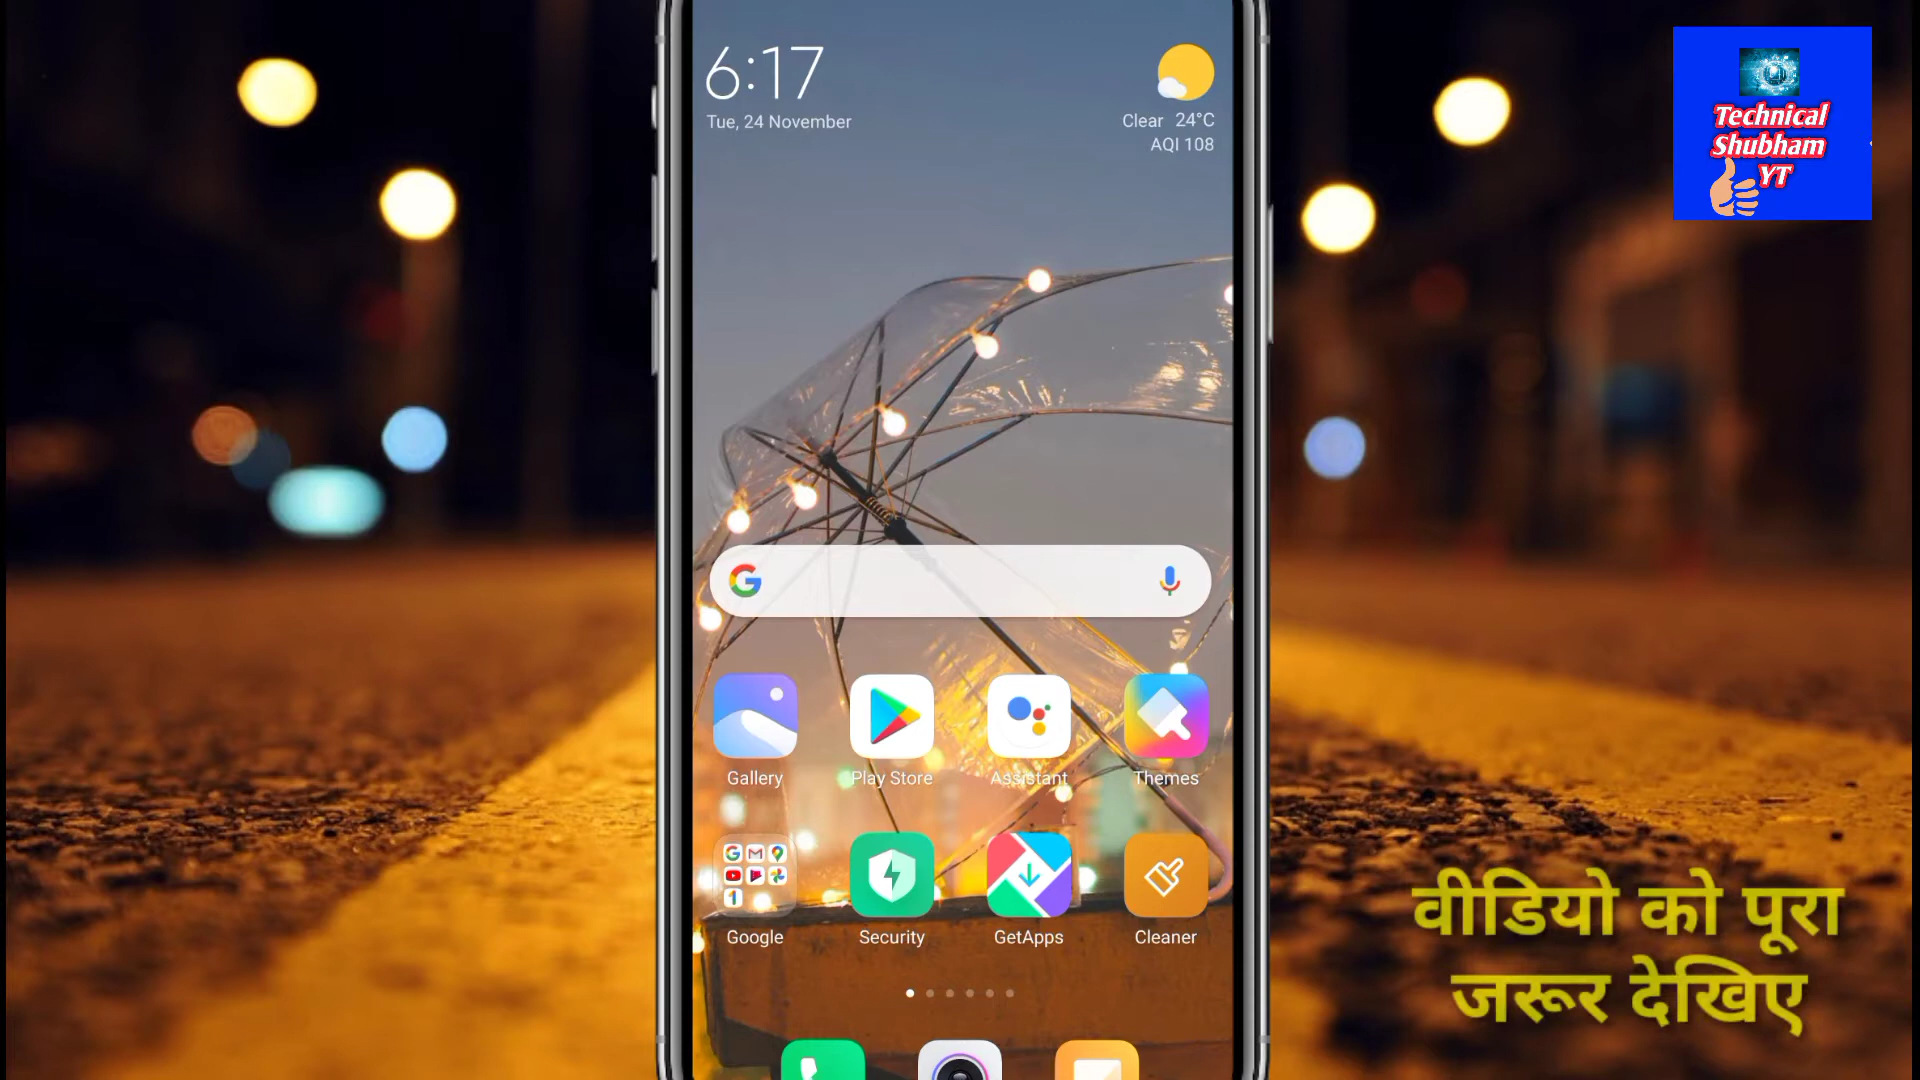 6:17
Tue, 24 November
Clear 24°C
AQI 108
Technical
Shubham
YT
Gallery
Play Store
Assistant
Themes
Google
Security
GetApps
Cleaner
वीडियो को पूरा
जरूर देखिए